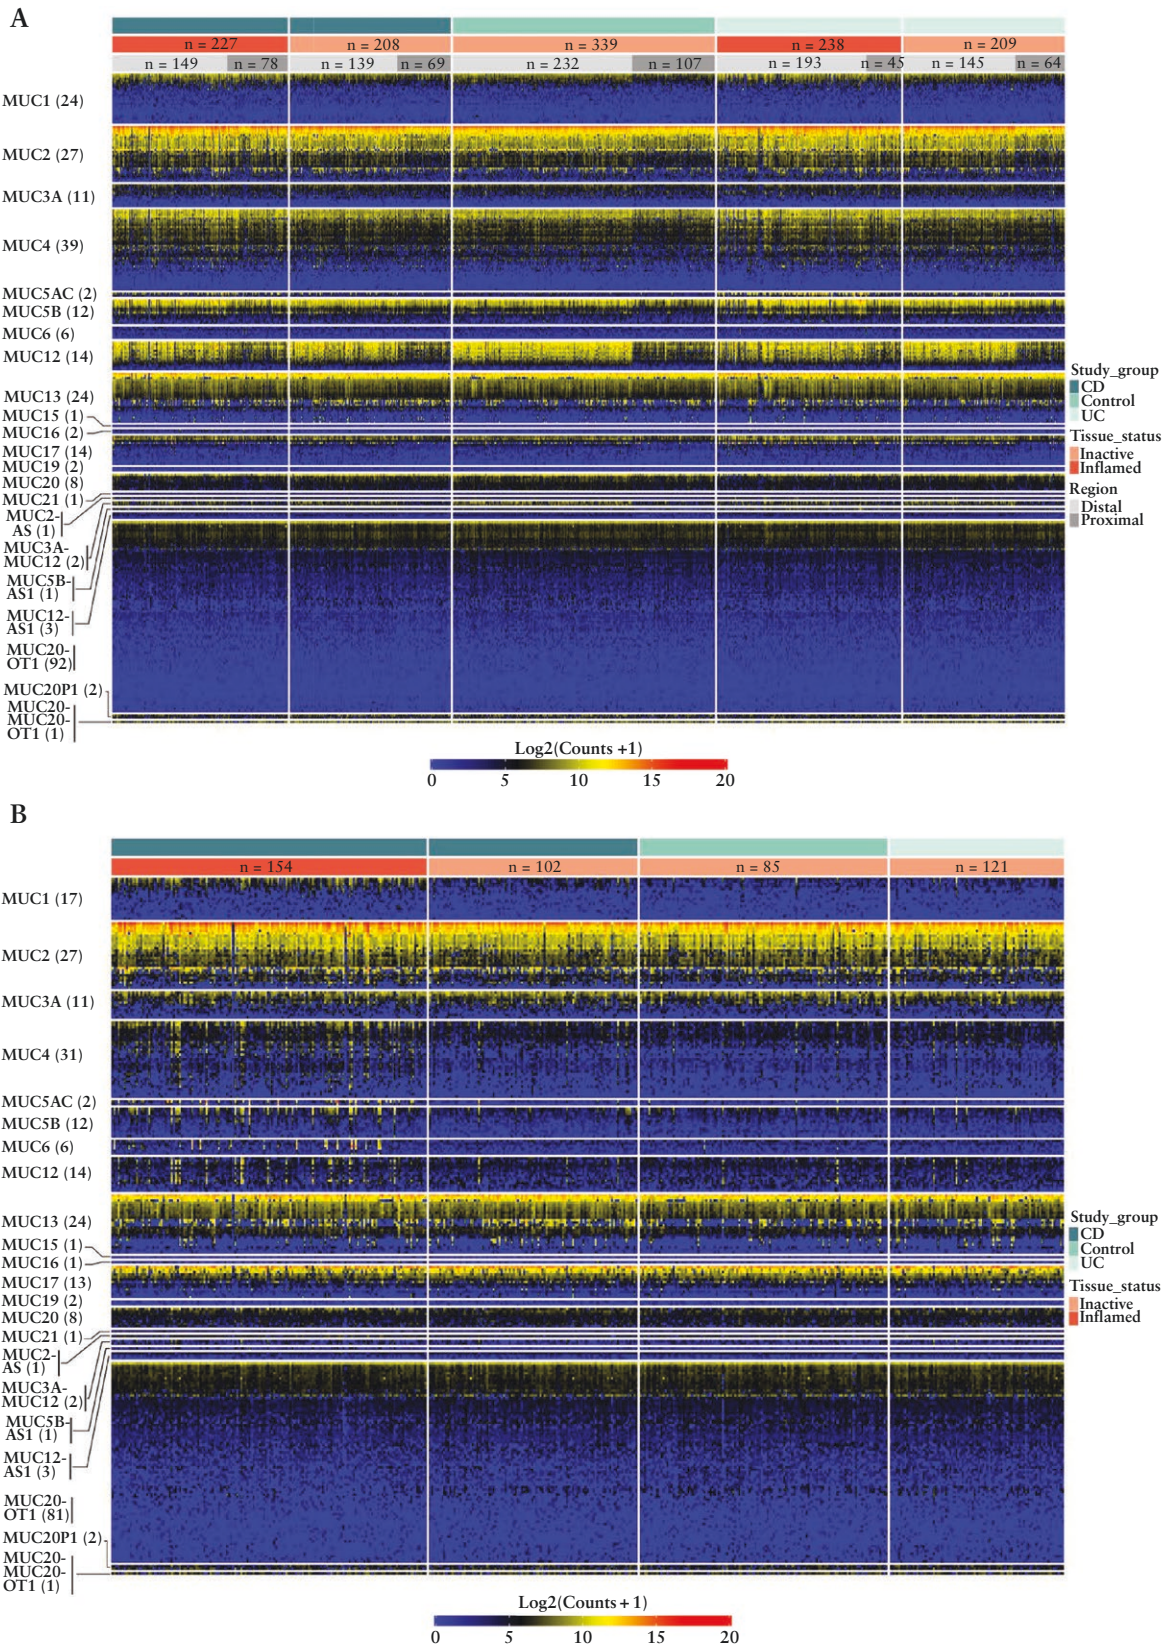 A
n = 227
n = 208
n = 339
n = 238
n = 209
n = 149
n = 78
n = 139
n = 69
n = 232
n = 107
n = 193
n = 45
n = 145
n = 64
MUC1 (24)
MUC2 (27)
MUC3A (11)
MUC4 (39)
MUC5AC (2)
MUC5B (12)
MUC6 (6)
MUC12 (14)
MUC13 (24)
MUC15 (1)
MUC16 (2)
MUC17 (14)
MUC19 (2)
MUC20 (8)
MUC21 (1)
MUC2-
AS (1)
MUC3A-
MUC12 (2)
MUC5B-
AS1 (1)
MUC12-
AS1 (3)
MUC20-
OT1 (92)
MUC20P1 (2)
MUC20-
MUC20-
OT1 (1)
Study_group
CD
Control
UC
Tissue_status
Inactive
Inflamed
Region
Distal
Proximal
Log2(Counts +1)
0 5 10 15 20
B
n = 154
n = 102
n = 85
n = 121
MUC1 (17)
MUC2 (27)
MUC3A (11)
MUC4 (31)
MUC5AC (2)
MUC5B (12)
MUC6 (6)
MUC12 (14)
MUC13 (24)
MUC15 (1)
MUC16 (1)
MUC17 (13)
MUC19 (2)
MUC20 (8)
MUC21 (1)
MUC2-
AS (1)
MUC3A-
MUC12 (2)
MUC5B-
AS1 (1)
MUC12-
AS1 (3)
MUC20-
OT1 (81)
MUC20P1 (2)
MUC20-
MUC20-
OT1 (1)
Study_group
CD
Control
UC
Tissue_status
Inactive
Inflamed
Log2(Counts + 1)
0 5 10 15 20